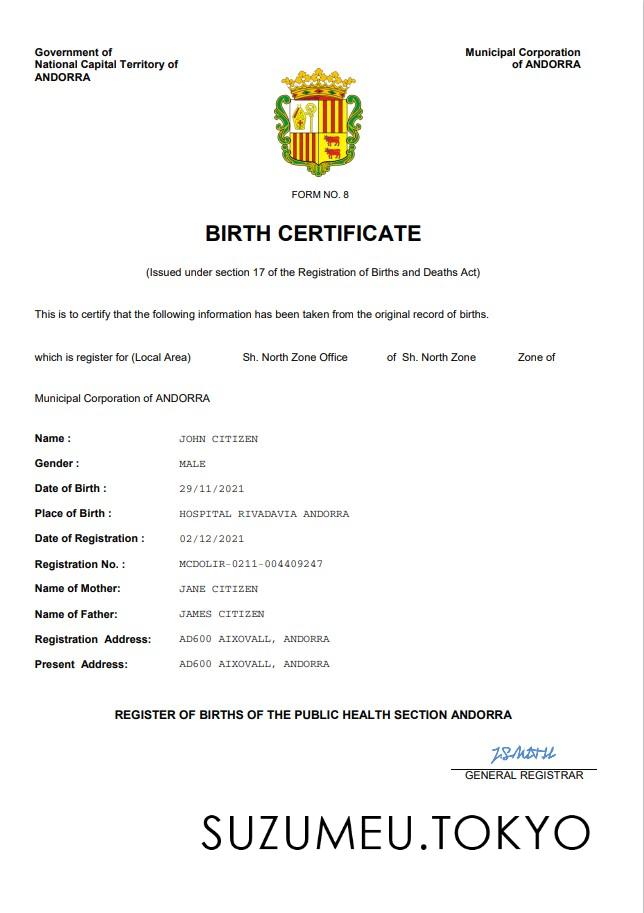 Government of
National Capital Territory of
ANDORRA
Municipal Corporation
of ANDORRA
FORM NO. 8
BIRTH CERTIFICATE
(Issued under section 17 of the Registration of Births and Deaths Act)
This is to certify that the following information has been taken from the original record of births.
which is register for (Local Area) Sh. North Zone Office of Sh. North Zone Zone of
Municipal Corporation of ANDORRA
Name : JOHN CITIZEN
Gender : MALE
Date of Birth : 29/11/2021
Place of Birth : HOSPITAL RIVADAVIA ANDORRA
Date of Registration : 02/12/2021
Registration No. : MCDOLIR-0211-004409247
Name of Mother: JANE CITIZEN
Name of Father: JAMES CITIZEN
Registration Address: AD600 AIXOVALL, ANDORRA
Present Address: AD600 AIXOVALL, ANDORRA
REGISTER OF BIRTHS OF THE PUBLIC HEALTH SECTION ANDORRA
GENERAL REGISTRAR
SUZUMEU.TOKYO